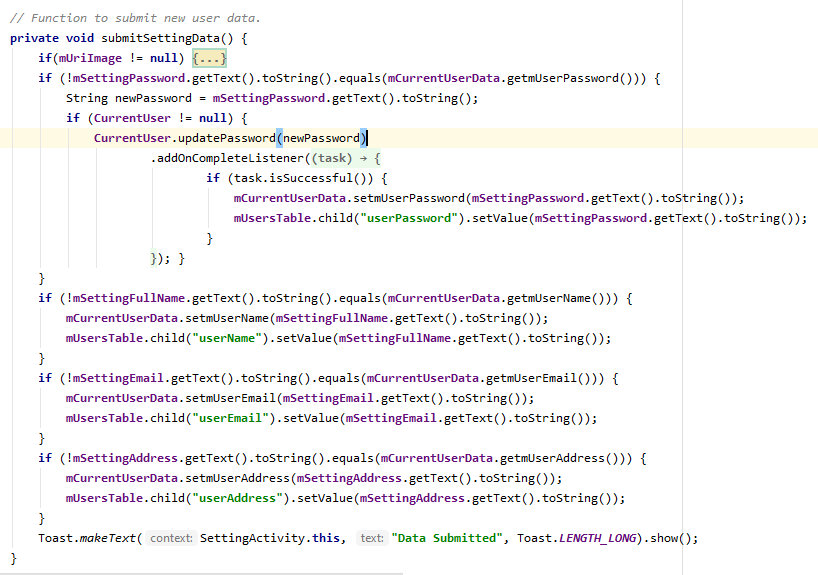 // Function to submit new user data.
private void submitSettingData() {
    if(mUriImage != null) {...}
    if (!mSettingPassword.getText().toString().equals(mCurrentUserData.getmUserPassword())) {
        String newPassword = mSettingPassword.getText().toString();
        if (CurrentUser != null) {
            CurrentUser.updatePassword(newPassword)
                    .addOnCompleteListener((task) → {
                            if (task.isSuccessful()) {
                                mCurrentUserData.setmUserPassword(mSettingPassword.getText().toString());
                                mUsersTable.child("userPassword").setValue(mSettingPassword.getText().toString());
                            }
                    }); }
    }
    if (!mSettingFullName.getText().toString().equals(mCurrentUserData.getmUserName())) {
        mCurrentUserData.setmUserName(mSettingFullName.getText().toString());
        mUsersTable.child("userName").setValue(mSettingFullName.getText().toString());
    }
    if (!mSettingEmail.getText().toString().equals(mCurrentUserData.getmUserEmail())) {
        mCurrentUserData.setmUserEmail(mSettingEmail.getText().toString());
        mUsersTable.child("userEmail").setValue(mSettingEmail.getText().toString());
    }
    if (!mSettingAddress.getText().toString().equals(mCurrentUserData.getmUserAddress())) {
        mCurrentUserData.setmUserAddress(mSettingAddress.getText().toString());
        mUsersTable.child("userAddress").setValue(mSettingAddress.getText().toString());
    }
    Toast.makeText( context: SettingActivity.this, text: "Data Submitted", Toast.LENGTH_LONG).show();
}